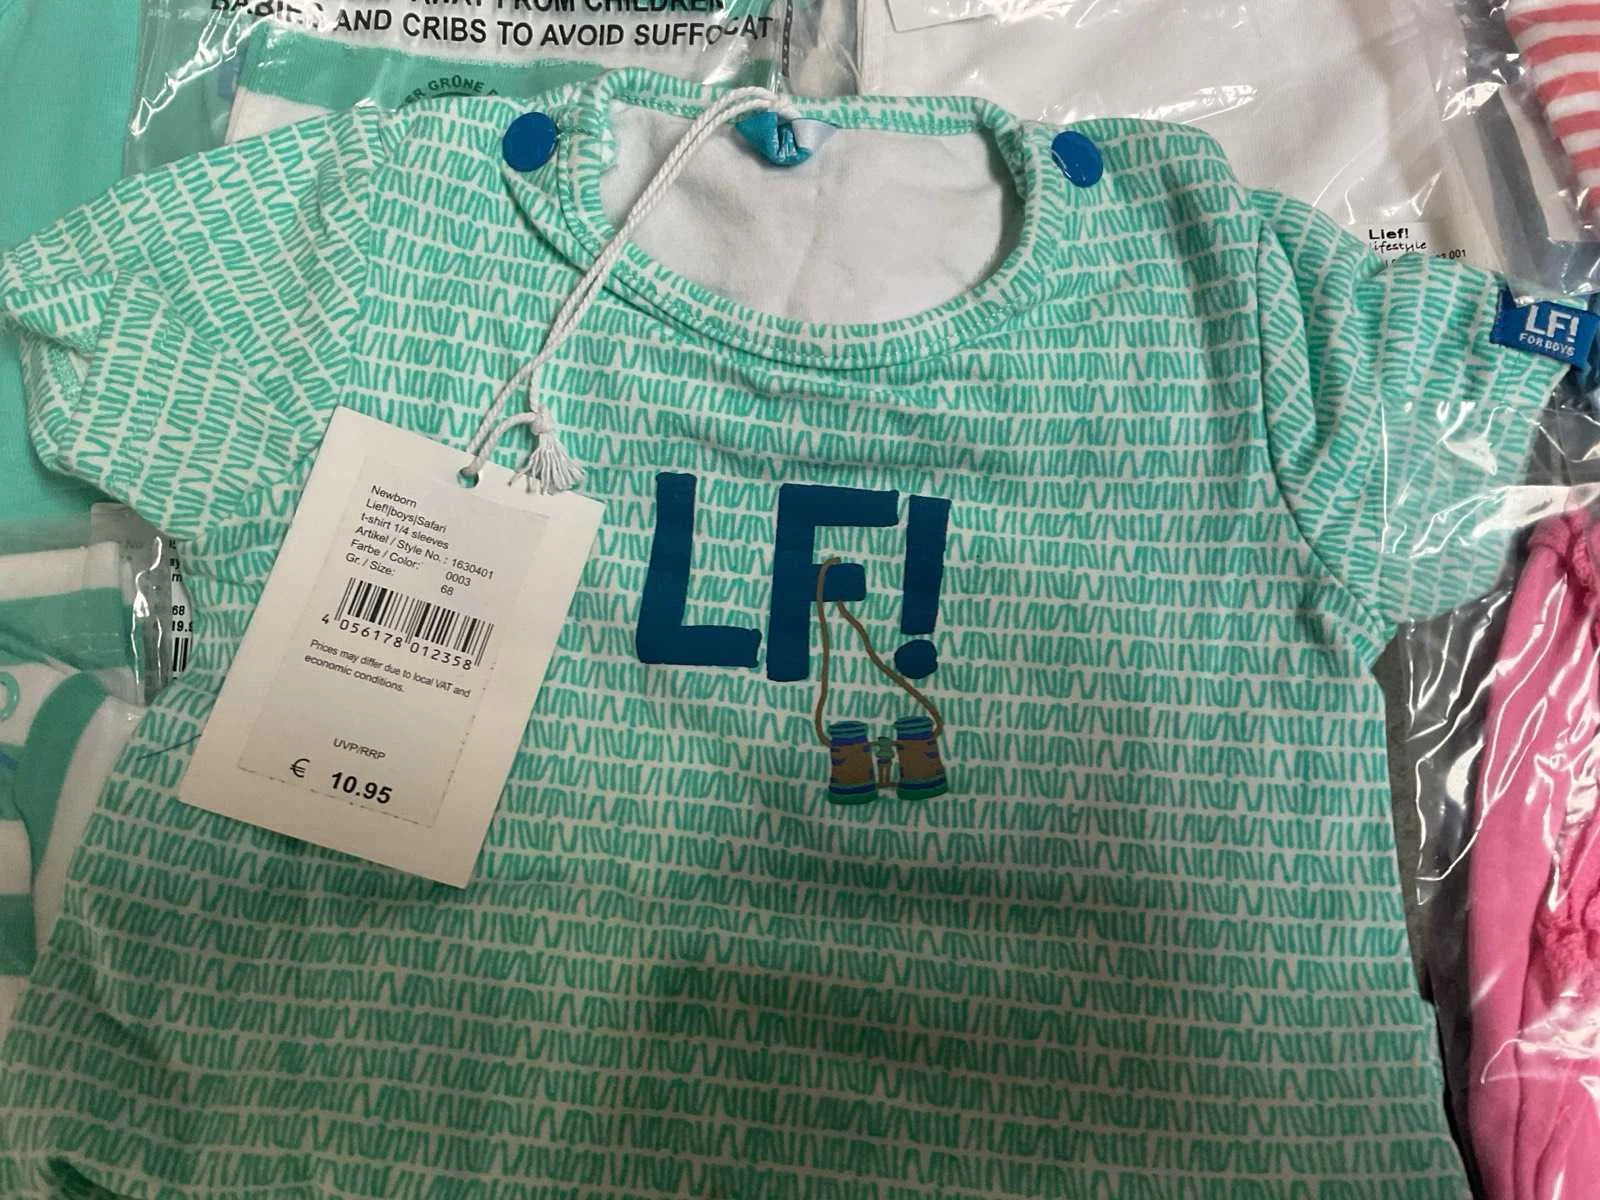 AND CRIBS TO AVOID SUFFOCAT
GRÜNE
Lief!
lifestyle
LF!
FOR BOYS
LF!
Newborn
Lief!|boys|Safari
t-shirt 1/4 sleeves
Artikel / Style No.: 1630401
Farbe / Color: 0003
Gr. / Size: 68
4 056178 012358
Prices may differ due to local VAT and
economic conditions.
UVP/RRP
€ 10.95
68